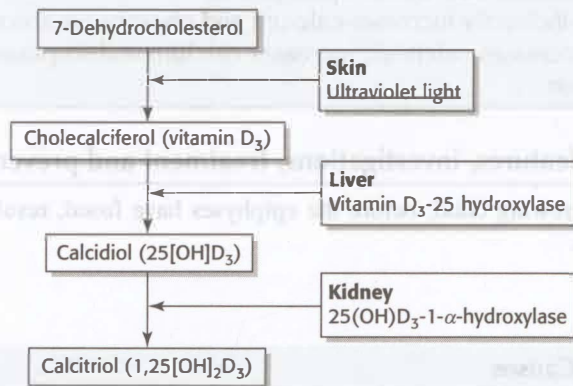 7-Dehydrocholesterol
Skin
Ultraviolet light
Cholecalciferol (vitamin D₃)
Liver
Vitamin D₃-25 hydroxylase
Calcidiol (25[OH]D₃)
Kidney
25(OH)D₃-1-α-hydroxylase
Calcitriol (1,25[OH]₂D₃)